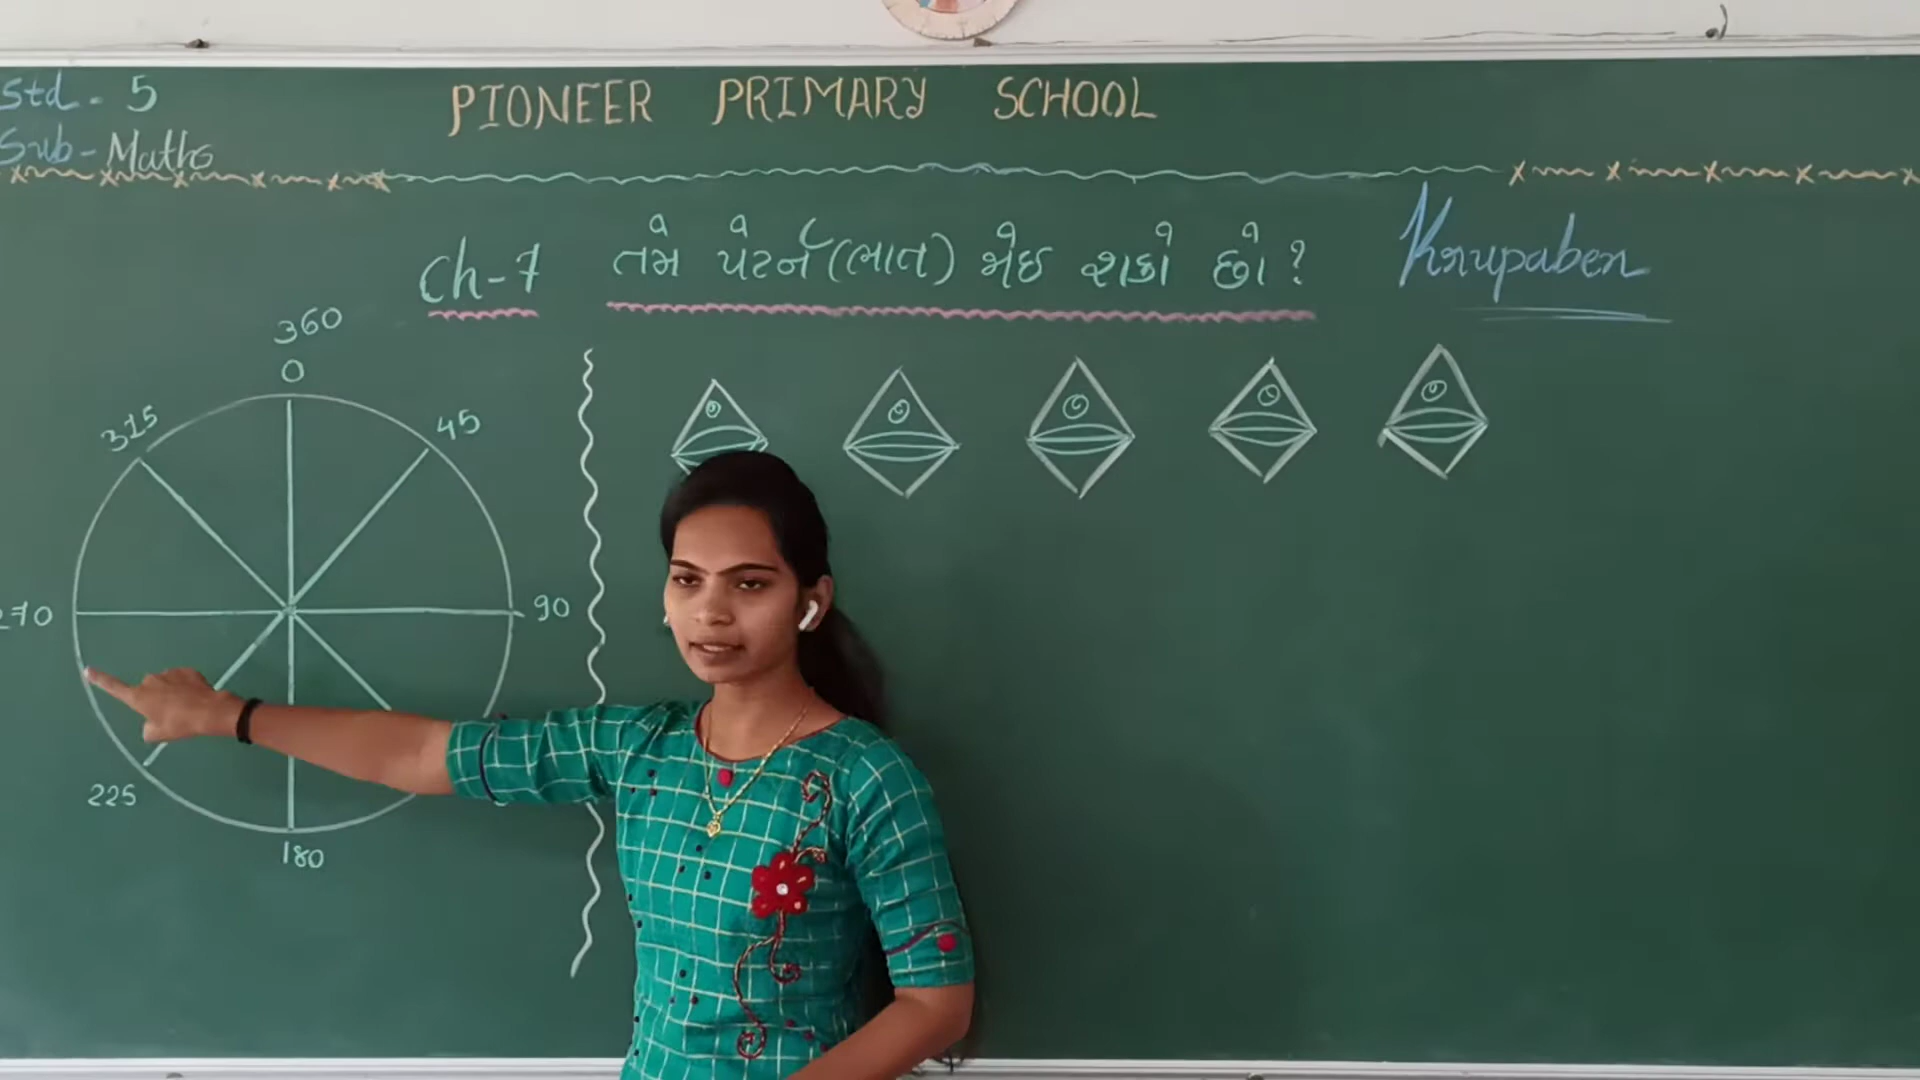 Std - 5
PIONEER PRIMARY SCHOOL
Sub - Maths
Ch-7 તમે પેટર્ન (ભાત) જોઇ શકો છો ?
Krupaben
360
0
315
45
270
90
225
180